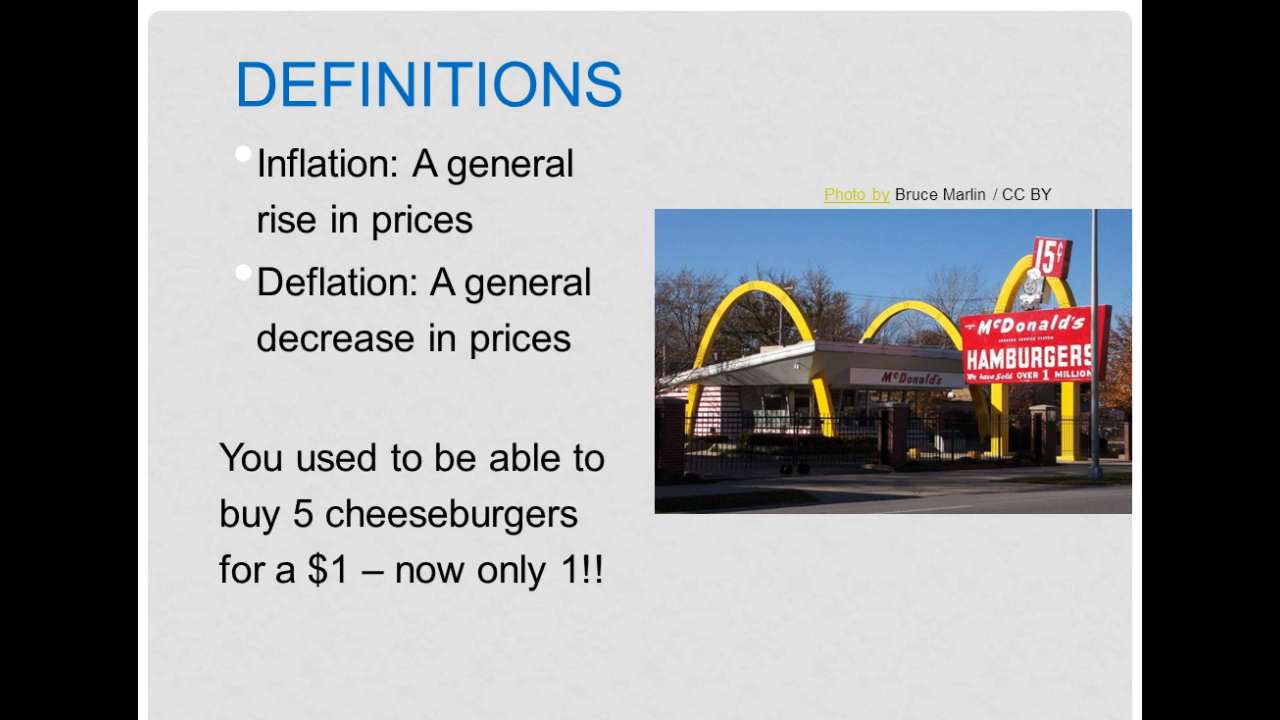 DEFINITIONS
Inflation: A general
rise in prices
Deflation: A general
decrease in prices
You used to be able to
buy 5 cheeseburgers
for a $1 – now only 1!!
Photo by Bruce Marlin / CC BY
15¢
McDonald's
HAMBURGERS
We have Sold OVER 1 MILLION
McDonald's